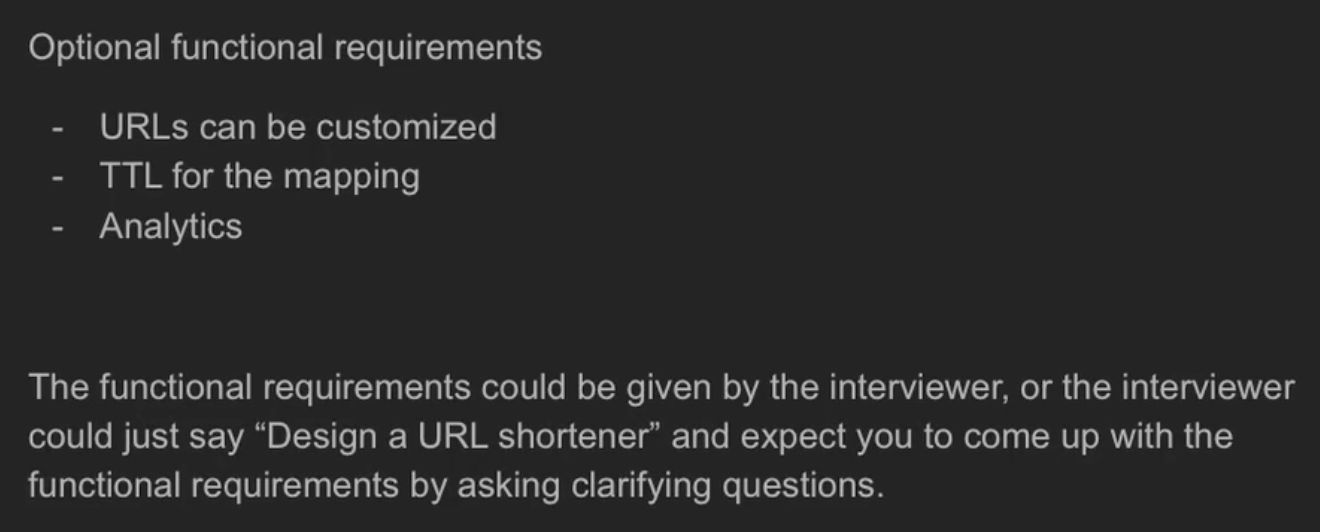 Optional functional requirements
- URLs can be customized
- TTL for the mapping
- Analytics
The functional requirements could be given by the interviewer, or the interviewer
could just say “Design a URL shortener” and expect you to come up with the
functional requirements by asking clarifying questions.